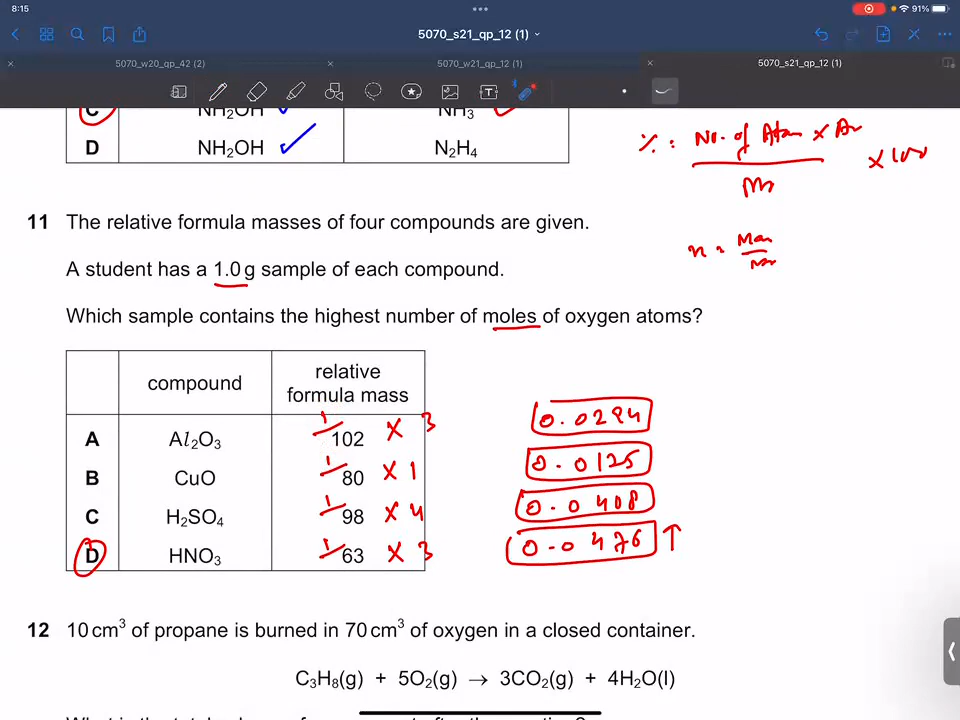 8:15
91%
5070_s21_qp_12 (1)
5070_w20_qp_42 (2)
5070_w21_qp_12 (1)
5070_s21_qp_12 (1)
C NH₂OH NH₃
D NH₂OH N₂H₄
% = No. of Atom × Ar
× 100
Mr
n = Mass
Mr
11 The relative formula masses of four compounds are given.
A student has a 1.0 g sample of each compound.
Which sample contains the highest number of moles of oxygen atoms?
compound relative formula mass
A Al₂O₃ 1/102 × 3 0.0294
B CuO 1/80 × 1 0.0125
C H₂SO₄ 1/98 × 4 0.0408
D HNO₃ 1/63 × 3 0.0476 ↑
12 10 cm³ of propane is burned in 70 cm³ of oxygen in a closed container.
C₃H₈(g) + 5O₂(g) → 3CO₂(g) + 4H₂O(l)